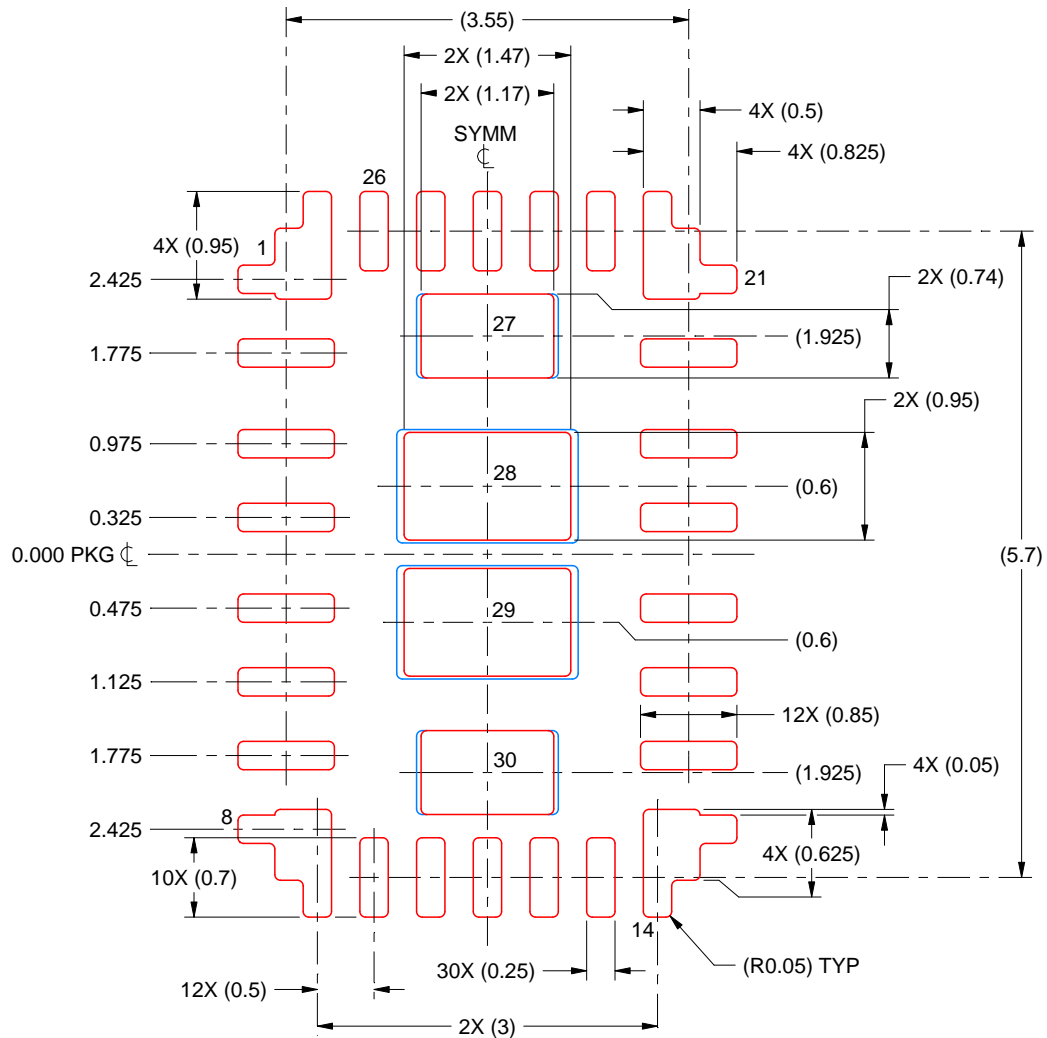 (3.55)
2X (1.47)
2X (1.17)
4X (0.5)
SYMM
℄
4X (0.825)
26
4X (0.95)
1
2.425
21
2X (0.74)
27
(1.925)
1.775
2X (0.95)
0.975
28
(0.6)
0.325
0.000 PKG ℄
(5.7)
0.475
29
(0.6)
1.125
12X (0.85)
1.775
30
(1.925)
4X (0.05)
8
2.425
4X (0.625)
10X (0.7)
14
30X (0.25)
(R0.05) TYP
12X (0.5)
2X (3)